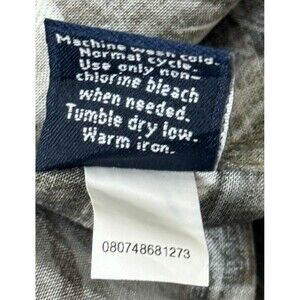 Machine wash cold.
Normal cycle.
Use only non-
chlorine bleach
when needed.
Tumble dry low.
Warm iron.
080748681273